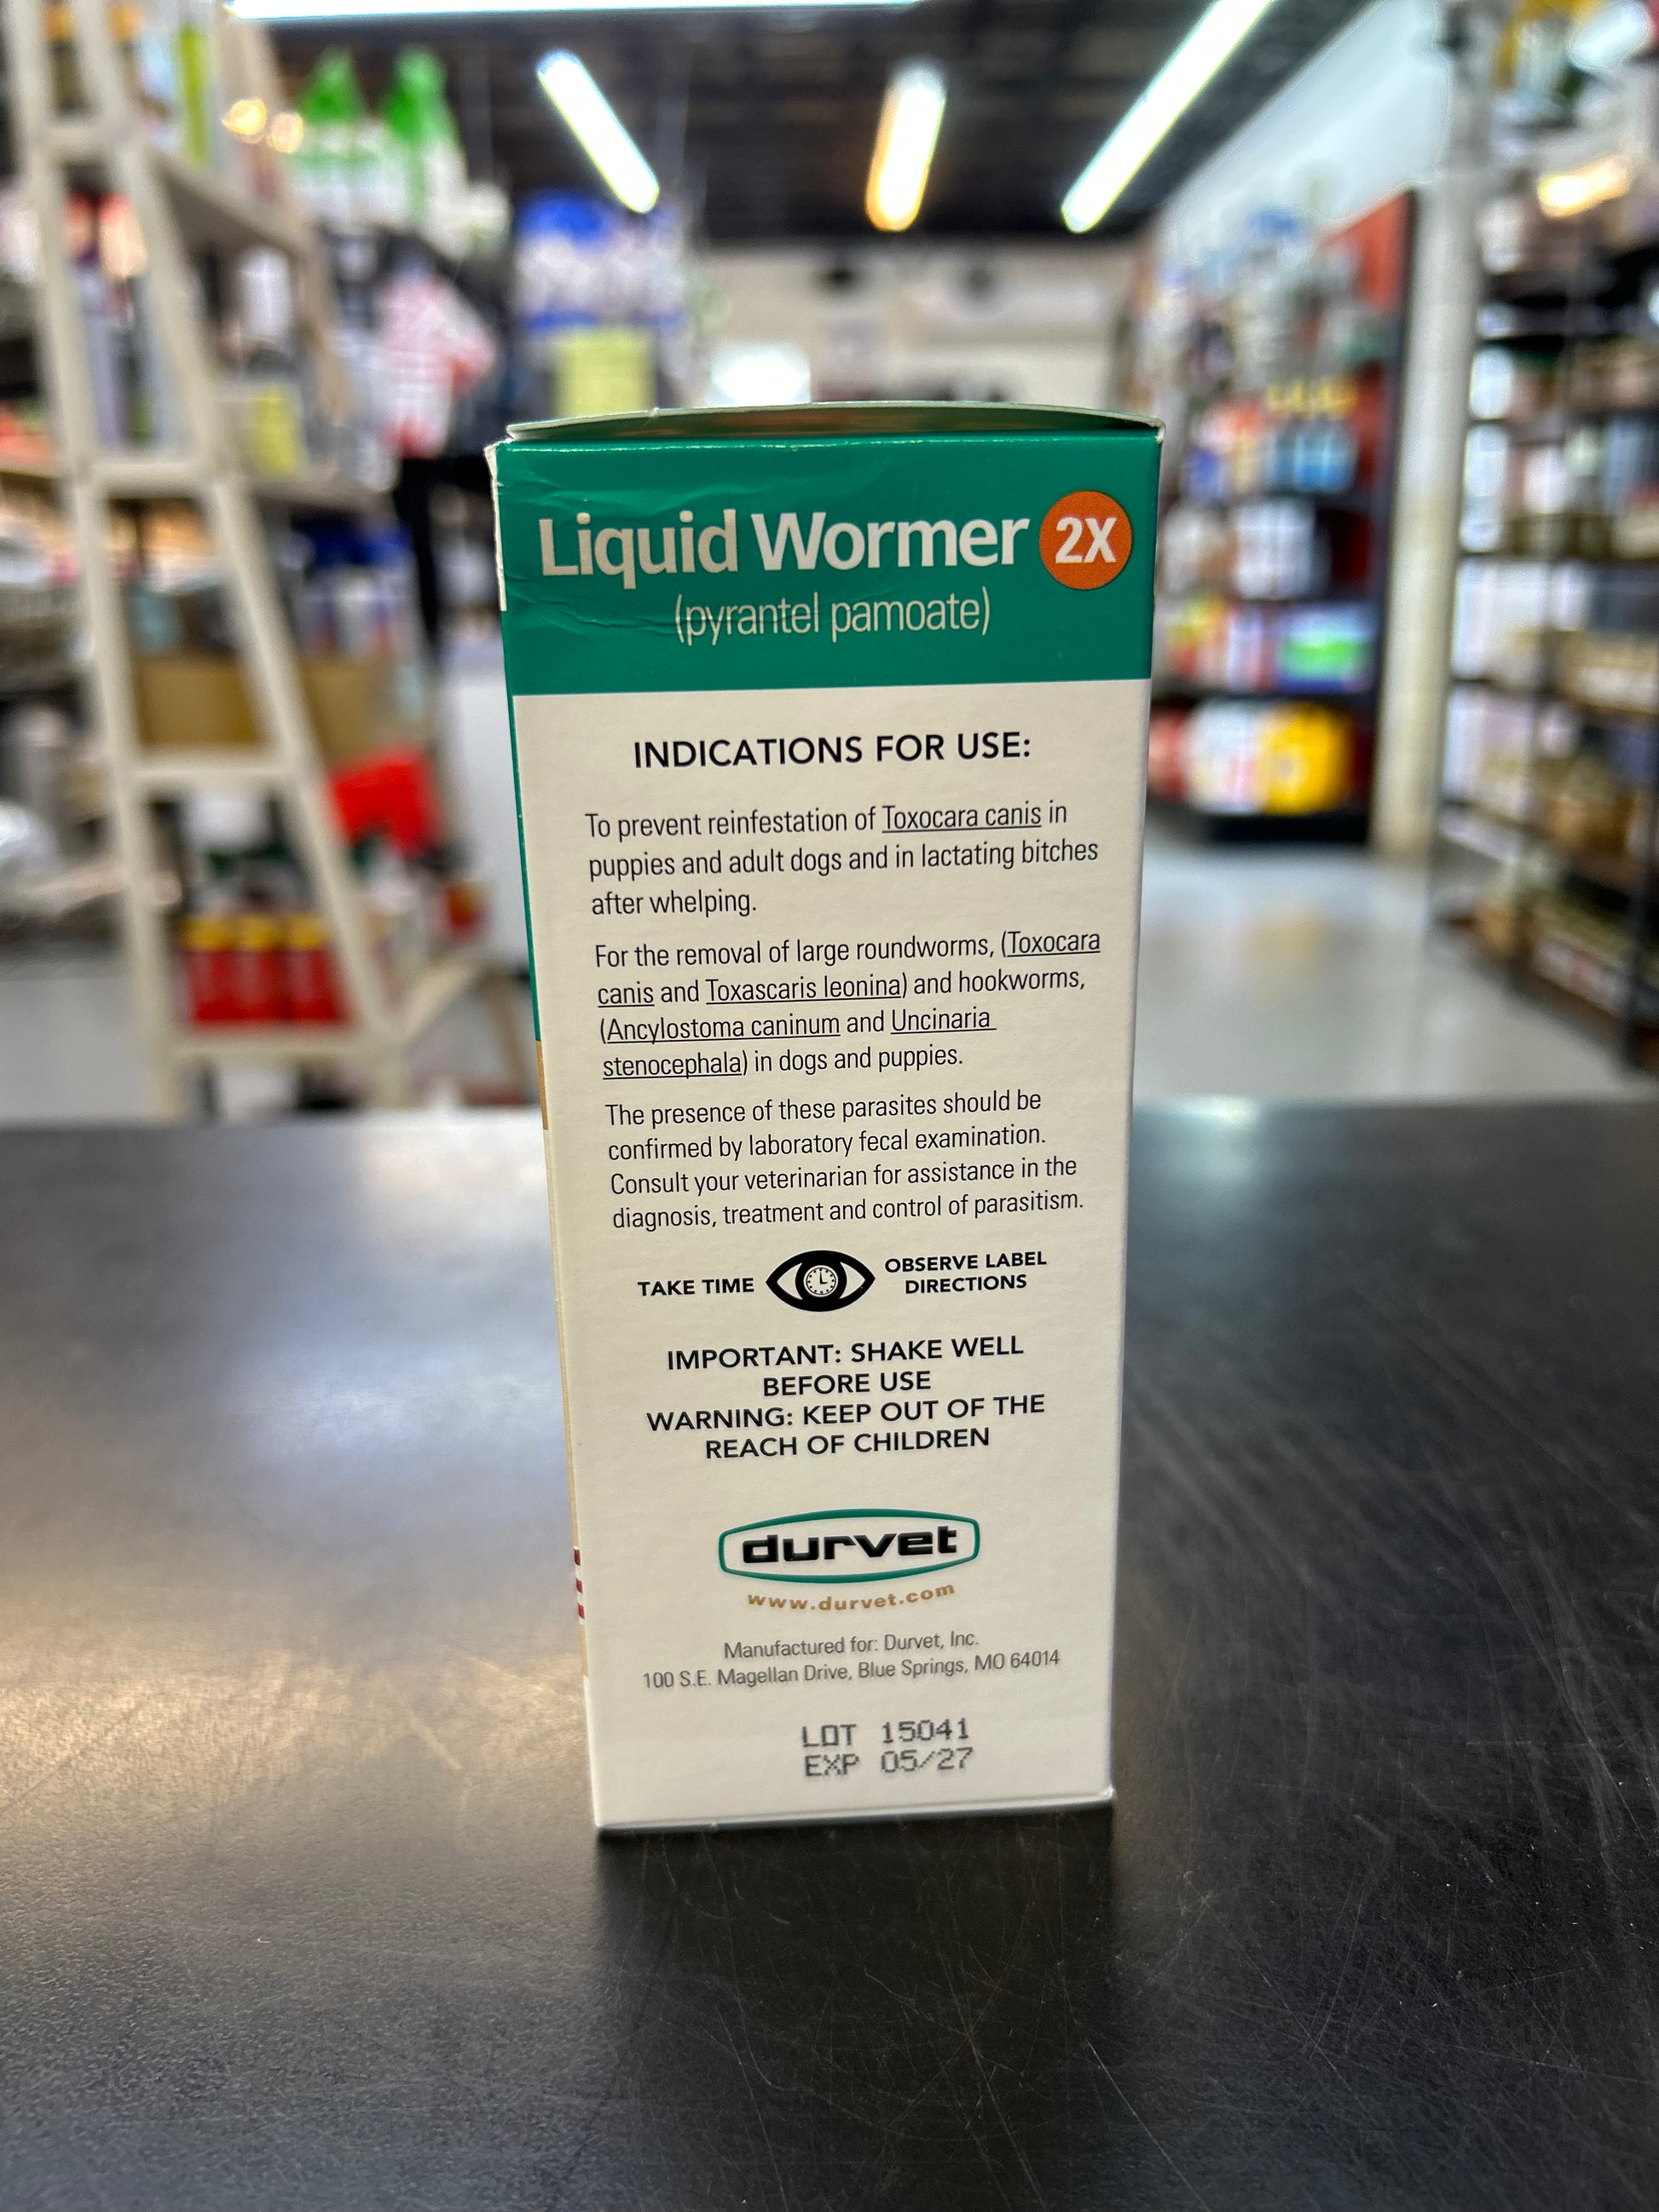 Liquid Wormer 2X
(pyrantel pamoate)
INDICATIONS FOR USE:
To prevent reinfestation of Toxocara canis in
puppies and adult dogs and in lactating bitches
after whelping.
For the removal of large roundworms, (Toxocara
canis and Toxascaris leonina) and hookworms,
(Ancylostoma caninum and Uncinaria
stenocephala) in dogs and puppies.
The presence of these parasites should be
confirmed by laboratory fecal examination.
Consult your veterinarian for assistance in the
diagnosis, treatment and control of parasitism.
TAKE TIME
OBSERVE LABEL
DIRECTIONS
IMPORTANT: SHAKE WELL
BEFORE USE
WARNING: KEEP OUT OF THE
REACH OF CHILDREN
durvet
www.durvet.com
Manufactured for: Durvet, Inc.
100 S.E. Magellan Drive, Blue Springs, MO 64014
LOT 15041
EXP 05/27